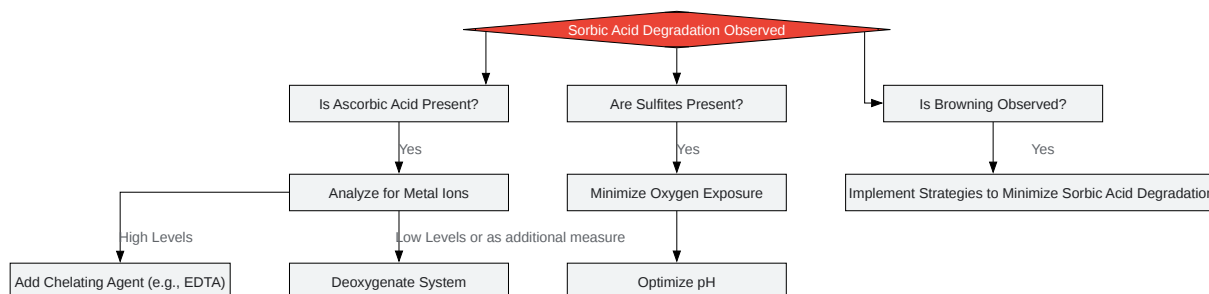 Sorbic Acid Degradation Observed
Is Ascorbic Acid Present?
Are Sulfites Present?
Is Browning Observed?
Yes
Yes
Yes
Analyze for Metal Ions
Minimize Oxygen Exposure
Implement Strategies to Minimize Sorbic Acid Degradation
High Levels
Low Levels or as additional measure
Add Chelating Agent (e.g., EDTA)
Deoxygenate System
Optimize pH